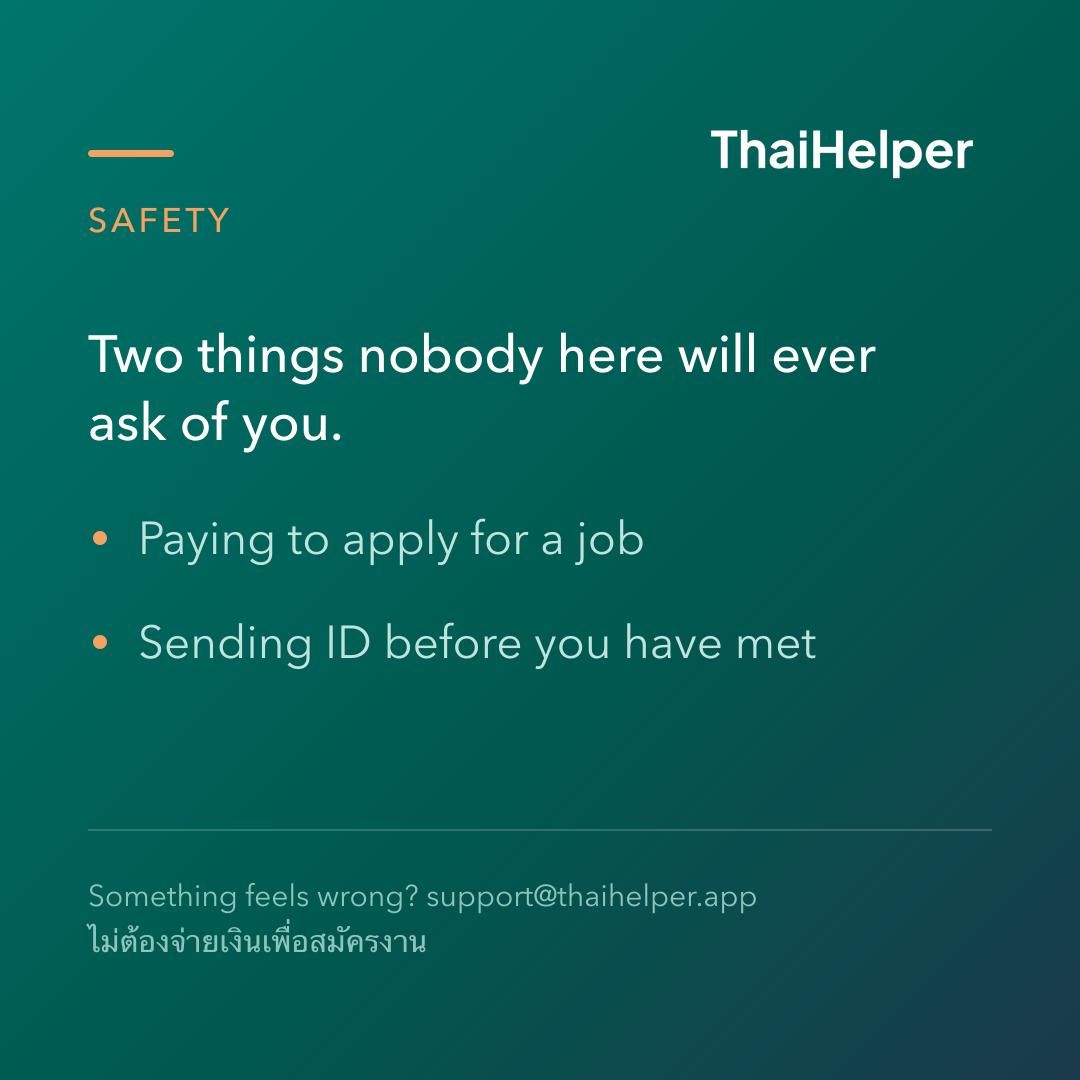 ThaiHelper
SAFETY
Two things nobody here will ever
ask of you.
• Paying to apply for a job
• Sending ID before you have met
Something feels wrong? support@thaihelper.app
ไม่ต้องจ่ายเงินเพื่อสมัครงาน